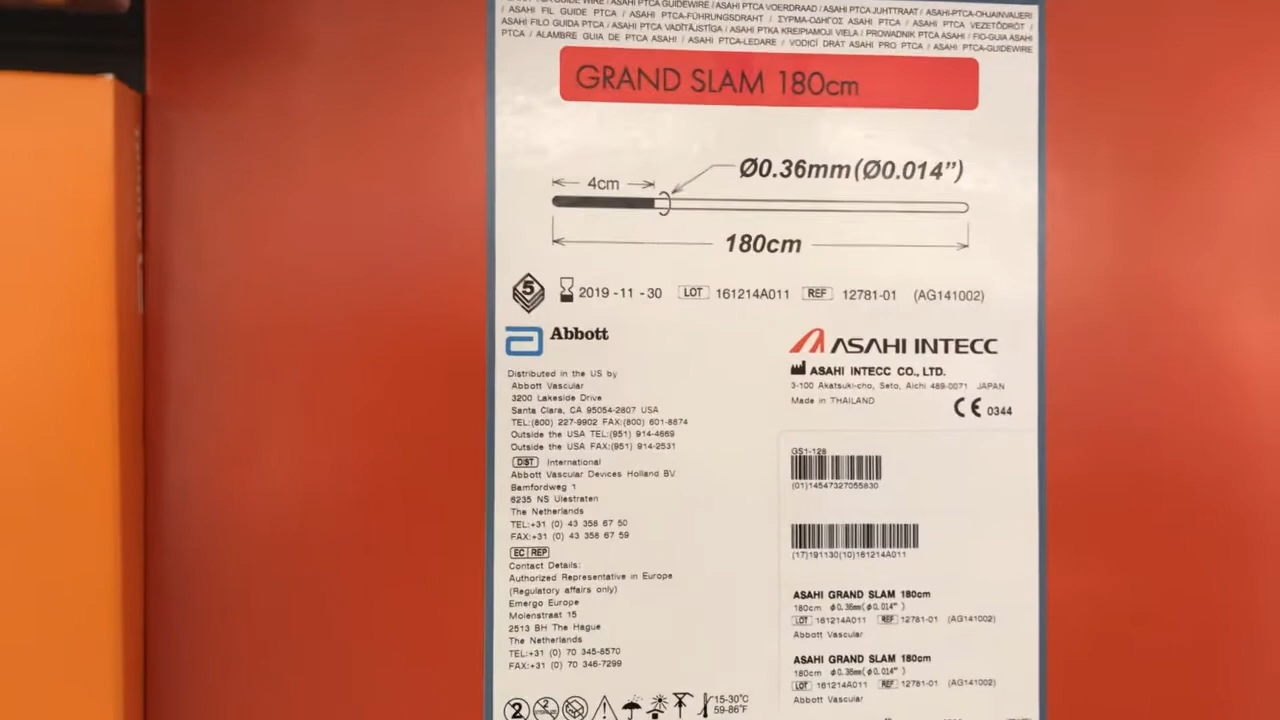 GUIDE WIRE / ASAHI PTCA GUIDEWIRE / ASAHI PTCA VOERDRAAD / ASAHI PTCA JUHTTRAAT / ASAHI-PTCA-OHJAINVAIJERI
/ ASAHI FIL GUIDE PTCA / ASAHI PTCA-FÜHRUNGSDRAHT / ΣΥΡΜΑ-ΟΔΗΓΟΣ ASAHI PTCA / ASAHI PTCA VEZETŐDRÓT /
ASAHI FILO GUIDA PTCA / ASAHI PTCA VADĪTĀJSTĪGA / ASAHI PTKA KREIPIAMOJI VIELA / PROWADNIK PTCA ASAHI / FIO-GUIA ASAHI
PTCA / ALAMBRE GUIA DE PTCA ASAHI / ASAHI PTCA-LEDARE / VODICÍ DRÁT ASAHI PRO PTCA / ASAHI PTCA-GUIDEWIRE
GRAND SLAM 180cm
Ø0.36mm(Ø0.014")
4cm
180cm
5 2019-11-30 LOT 161214A011 REF 12781-01 (AG141002)
Abbott
Distributed in the US by
Abbott Vascular
3200 Lakeside Drive
Santa Clara, CA 95054-2807 USA
TEL:(800) 227-9902 FAX:(800) 601-8874
Outside the USA TEL:(951) 914-4669
Outside the USA FAX:(951) 914-2531
DIST International
Abbott Vascular Devices Holland BV
Bamfordweg 1
6235 NS Ulestraten
The Netherlands
TEL:+31 (0) 43 358 67 50
FAX:+31 (0) 43 358 67 59
EC REP
Contact Details:
Authorized Representative in Europe
(Regulatory affairs only)
Emergo Europe
Molenstraat 15
2513 BH The Hague
The Netherlands
TEL:+31 (0) 70 345-8570
FAX:+31 (0) 70 346-7299
ASAHI INTECC
ASAHI INTECC CO., LTD.
3-100 Akatsuki-cho, Seto, Aichi 489-0071 JAPAN
Made in THAILAND
CE 0344
GS1-128
(01)14547327055830
(17)191130(10)161214A011
ASAHI GRAND SLAM 180cm
180cm Ø0.36mm(Ø0.014")
LOT 161214A011 REF 12781-01 (AG141002)
Abbott Vascular
ASAHI GRAND SLAM 180cm
180cm Ø0.36mm(Ø0.014")
LOT 161214A011 REF 12781-01 (AG141002)
Abbott Vascular
2 2 15-30°C
59-86°F